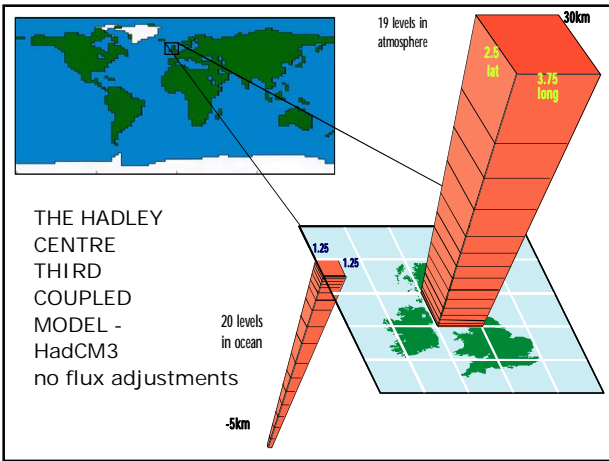 19 levels in
atmosphere
30km
2.5
lat
3.75
long
THE HADLEY
CENTRE
THIRD
COUPLED
MODEL -
HadCM3
no flux adjustments
1.25
1.25
20 levels
in ocean
-5km